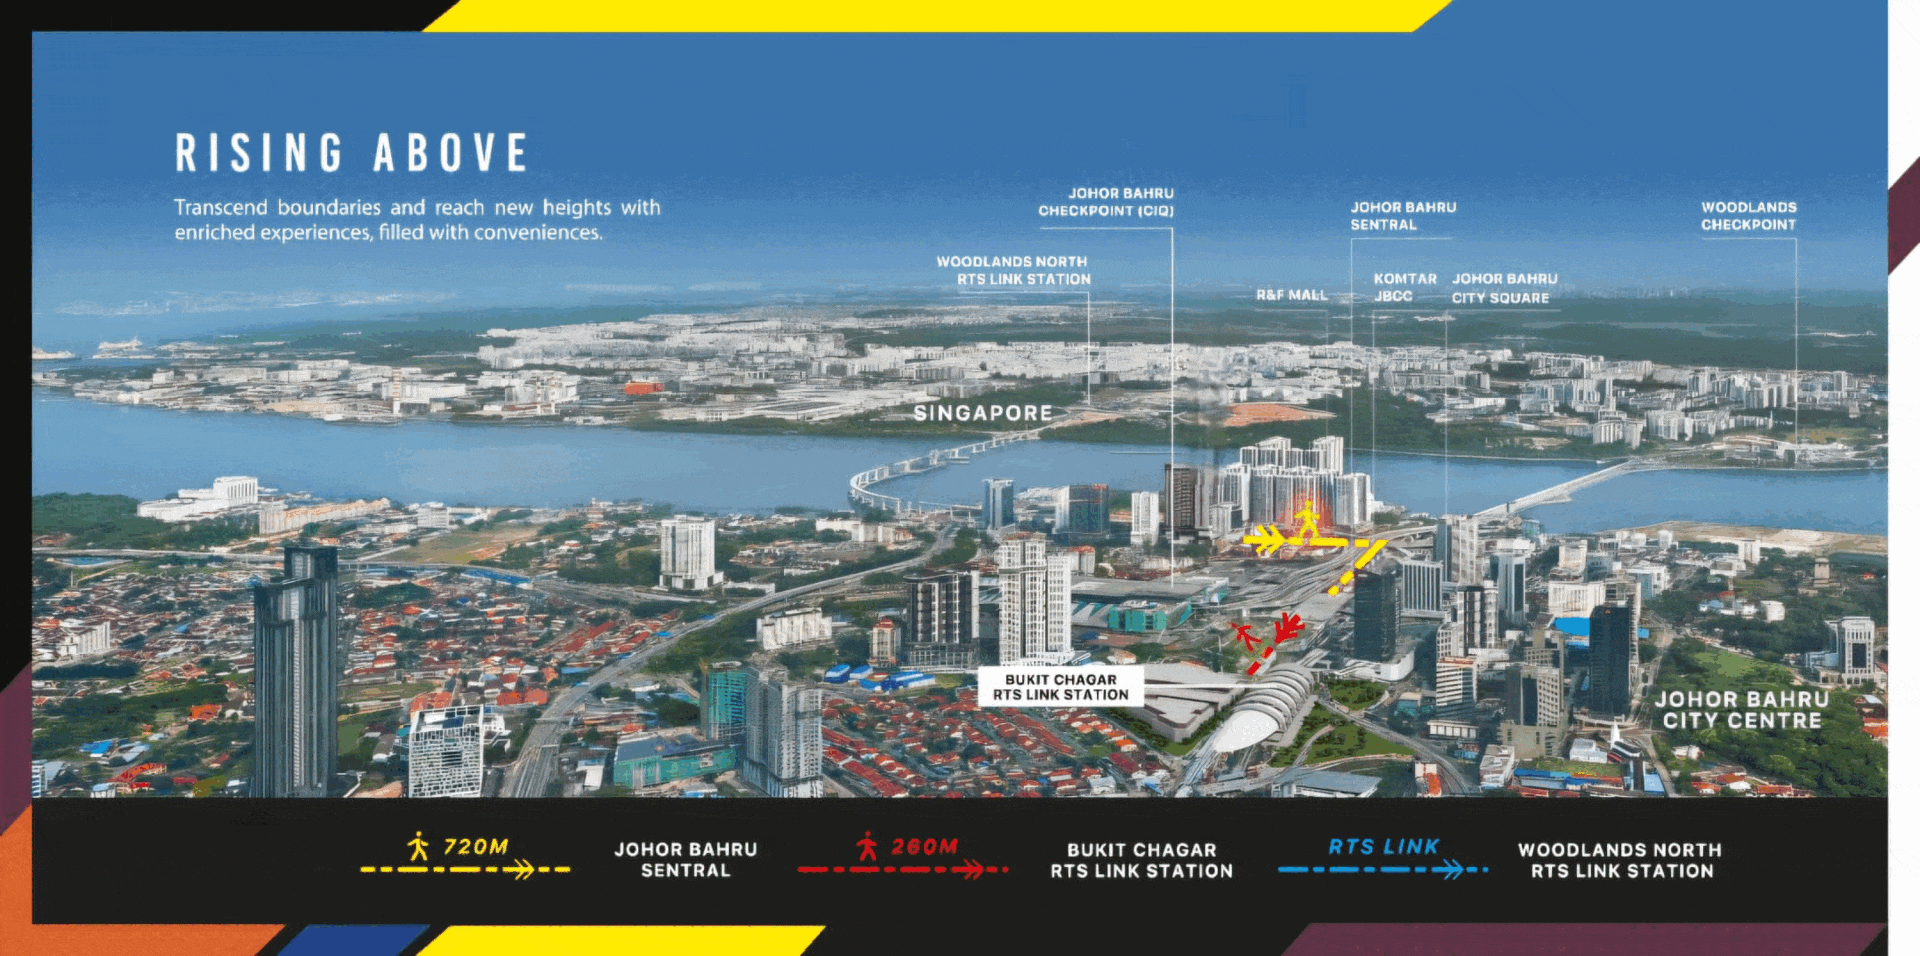 RISING ABOVE
Transcend boundaries and reach new heights with
enriched experiences, filled with conveniences.
JOHOR BAHRU
CHECKPOINT (CIQ)
JOHOR BAHRU
SENTRAL
WOODLANDS
CHECKPOINT
WOODLANDS NORTH
RTS LINK STATION
R&F MALL
KOMTAR
JBCC
JOHOR BAHRU
CITY SQUARE
SINGAPORE
BUKIT CHAGAR
RTS LINK STATION
JOHOR BAHRU
CITY CENTRE
720M
JOHOR BAHRU
SENTRAL
260M
BUKIT CHAGAR
RTS LINK STATION
RTS LINK
WOODLANDS NORTH
RTS LINK STATION